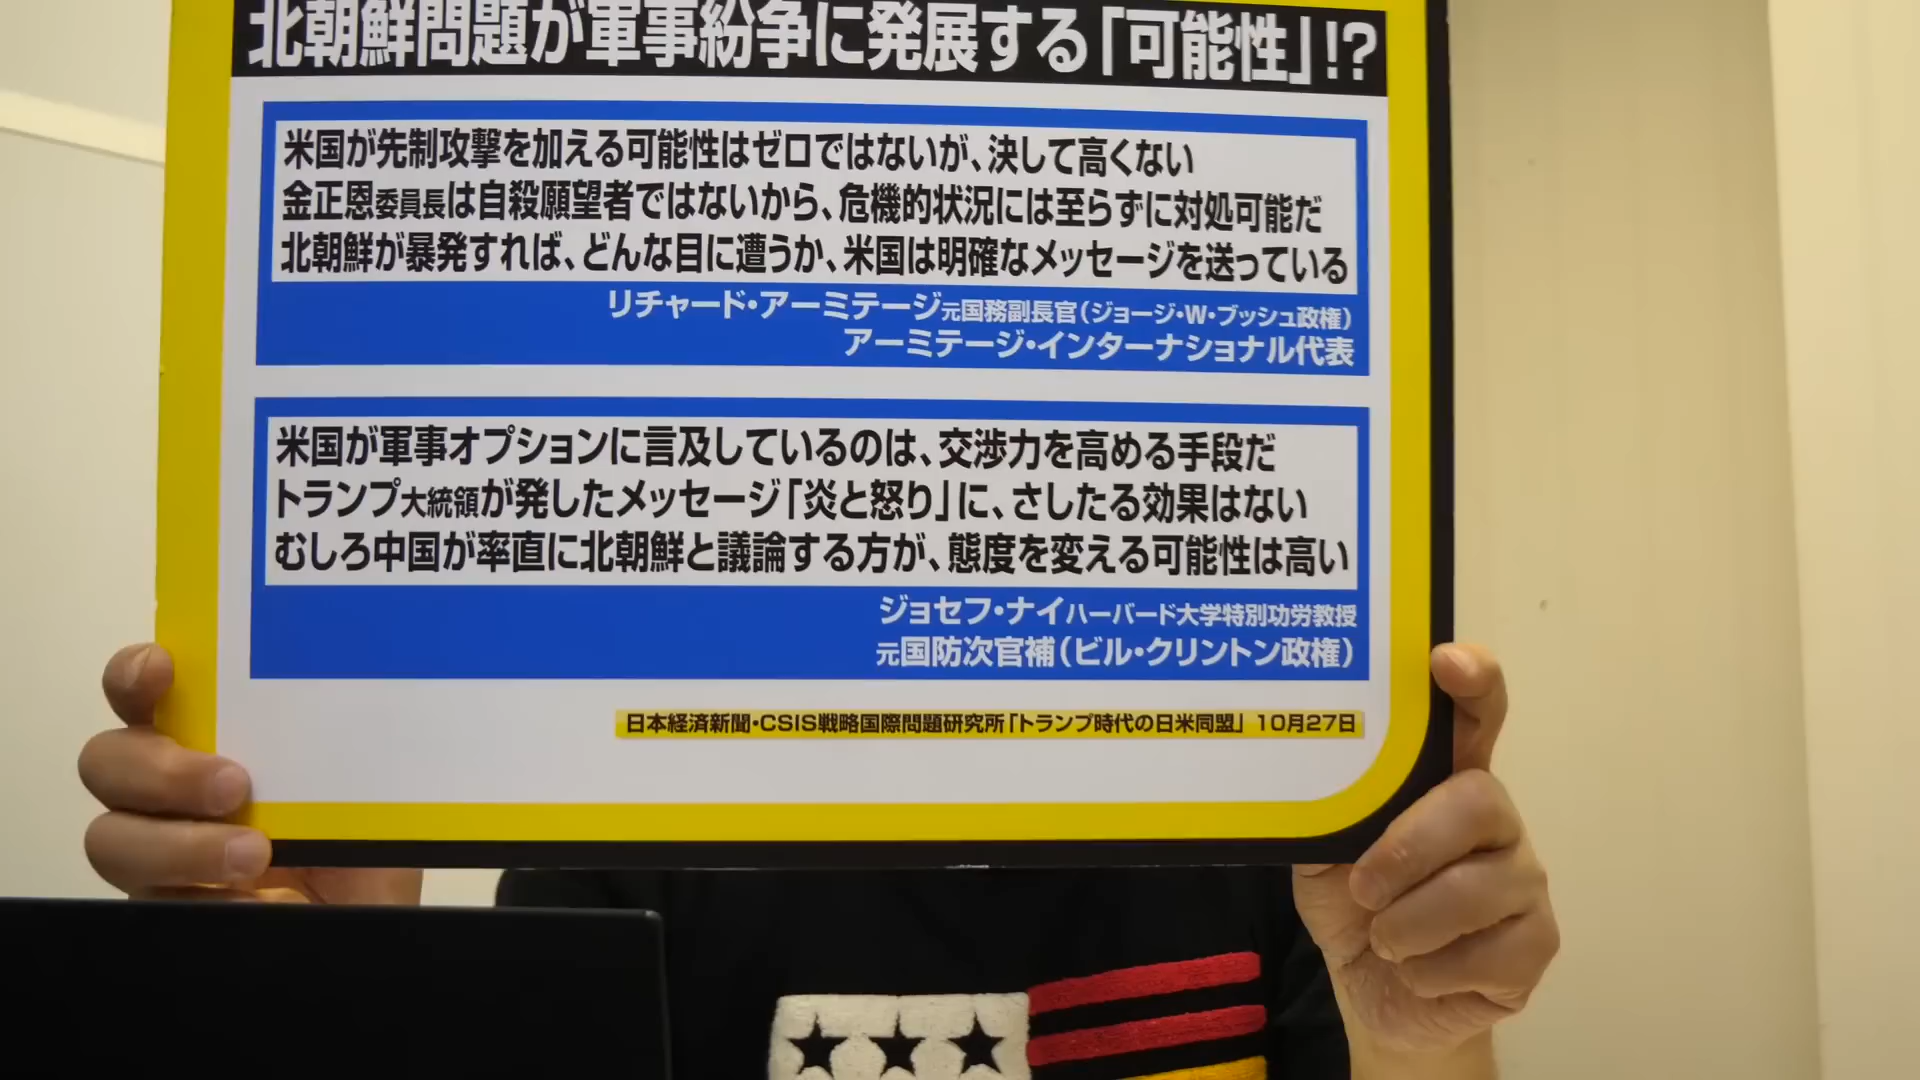 北朝鮮問題が軍事紛争に発展する「可能性」!?
米国が先制攻撃を加える可能性はゼロではないが、決して高くない
金正恩委員長は自殺願望者ではないから、危機的状況には至らずに対処可能だ
北朝鮮が暴発すれば、どんな目に遭うか、米国は明確なメッセージを送っている
リチャード・アーミテージ元国務副長官(ジョージ・W・ブッシュ政権)
アーミテージ・インターナショナル代表
米国が軍事オプションに言及しているのは、交渉力を高める手段だ
トランプ大統領が発したメッセージ「炎と怒り」に、さしたる効果はない
むしろ中国が率直に北朝鮮と議論する方が、態度を変える可能性は高い
ジョセフ・ナイハーバード大学特別功労教授
元国防次官補(ビル・クリントン政権)
日本経済新聞・CSIS戦略国際問題研究所「トランプ時代の日米同盟」 10月27日